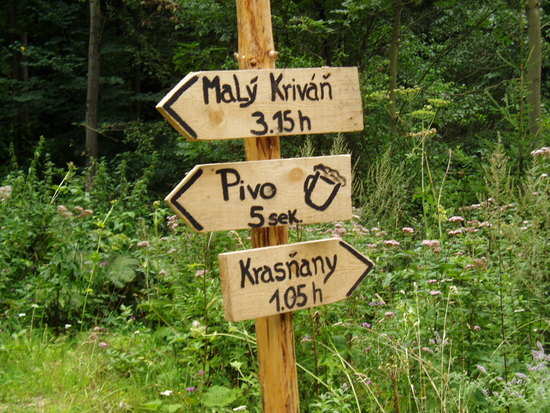 Malý Kriváň
3.15 h
Pivo
5 sek.
Krasňany
1.05 h